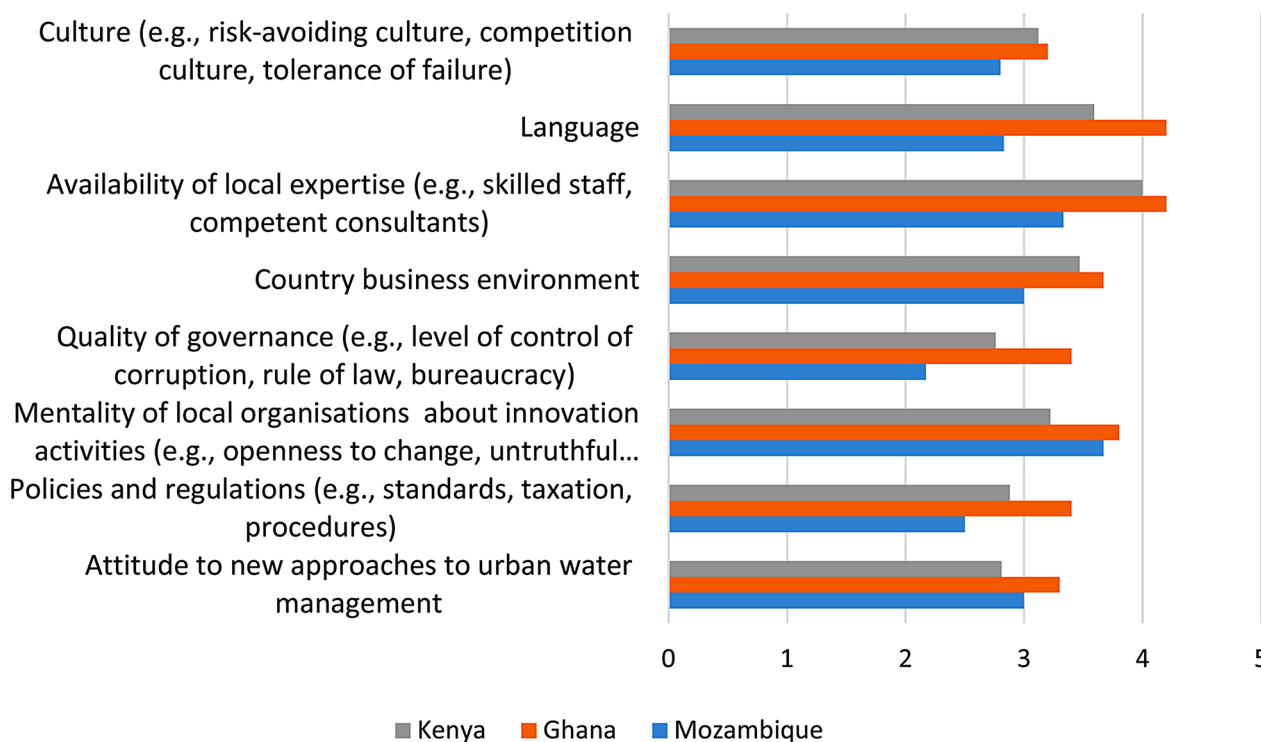 Culture (e.g., risk-avoiding culture, competition
culture, tolerance of failure)
Language
Availability of local expertise (e.g., skilled staff,
competent consultants)
Country business environment
Quality of governance (e.g., level of control of
corruption, rule of law, bureaucracy)
Mentality of local organisations about innovation
activities (e.g., openness to change, untruthful...
Policies and regulations (e.g., standards, taxation,
procedures)
Attitude to new approaches to urban water
management
0 1 2 3 4 5
Kenya Ghana Mozambique